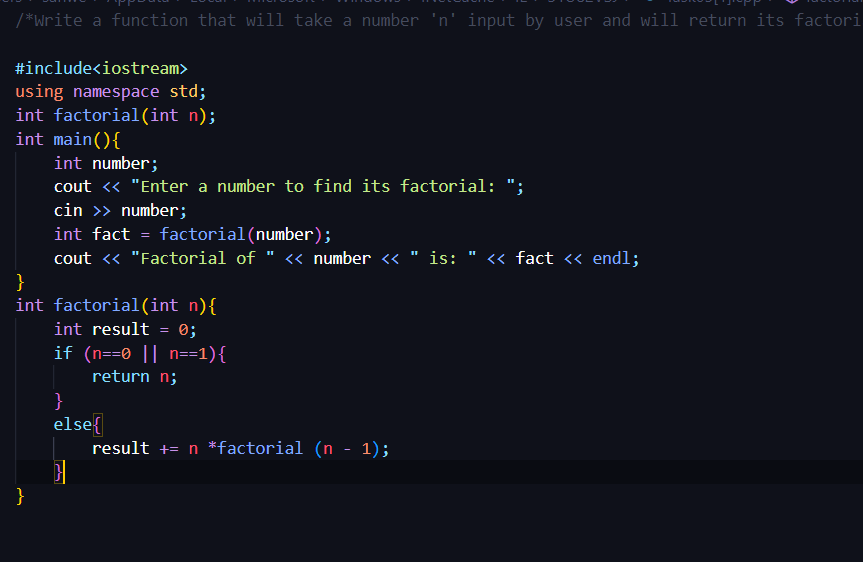 /*Write a function that will take a number 'n' input by user and will return its factori
#include<iostream>
using namespace std;
int factorial(int n);
int main(){
    int number;
    cout << "Enter a number to find its factorial: ";
    cin >> number;
    int fact = factorial(number);
    cout << "Factorial of " << number << " is: " << fact << endl;
}
int factorial(int n){
    int result = 0;
    if (n==0 || n==1){
        return n;
    }
    else{
        result += n *factorial (n - 1);
    }
}